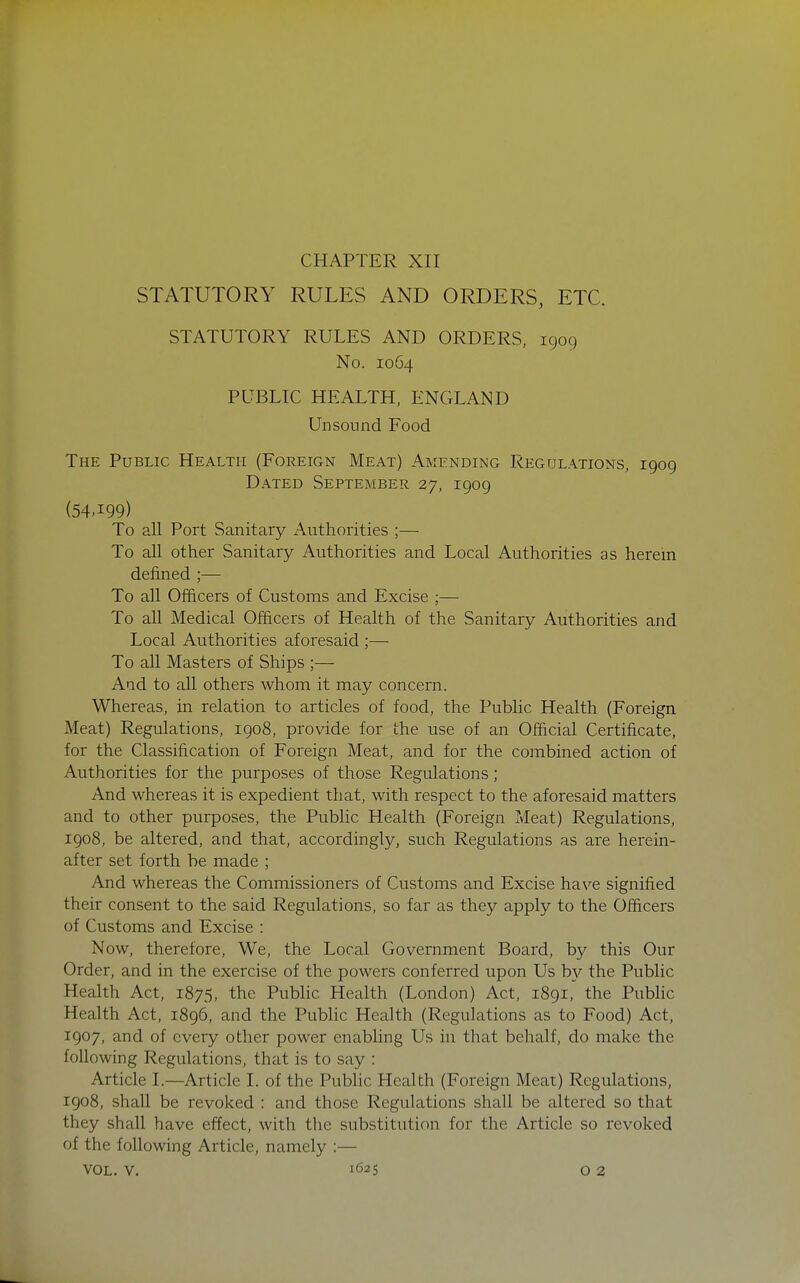 CHAPTER XII
STATUTORY RULES AND ORDERS, ETC.
STATUTORY RULES AND ORDERS, 1909
No. 1064
PUBLIC HEALTH, ENGLAND
Unsound Food
The Public Health (Foreign Meat) Amending Regulations, 1909
Dated September 27, 1909
(54,199)
To all Port Sanitary Authorities ;—
To all other Sanitary Authorities and Local Authorities as herein
defined ;—
To all Officers of Customs and Excise ;—
To all Medical Officers of Health of the Sanitary Authorities and
Local Authorities aforesaid ;—
To all Masters of Ships ;—
And to all others whom it may concern.
Whereas, in relation to articles of food, the Public Health (Foreign
Meat) Regulations, 1908, provide for the use of an Official Certificate,
for the Classification of Foreign Meat, and for the combined action of
Authorities for the purposes of those Regulations ;
And whereas it is expedient that, with respect to the aforesaid matters
and to other purposes, the Public Health (Foreign Meat) Regulations,
1908, be altered, and that, accordingly, such Regulations as are herein-
after set forth be made ;
And whereas the Commissioners of Customs and Excise have signified
their consent to the said Regulations, so far as they apply to the Officers
of Customs and Excise :
Now, therefore, We, the Local Government Board, by this Our
Order, and in the exercise of the powers conferred upon Us by the Public
Health Act, 1875, the Public Health (London) Act, 1891, the Public
Health Act, 1896, and the Public Health (Regulations as to Food) Act,
1907, and of every other power enabling Us in that behalf, do make the
following Regulations, that is to say :
Article I.—Article I. of the Public Health (Foreign Meat) Regulations,
1908, shall be revoked : and those Regulations shall be altered so that
they shall have effect, with the substitution for the Article so revoked
of the following Article, namely :—
VOL. V. 1625 O 2